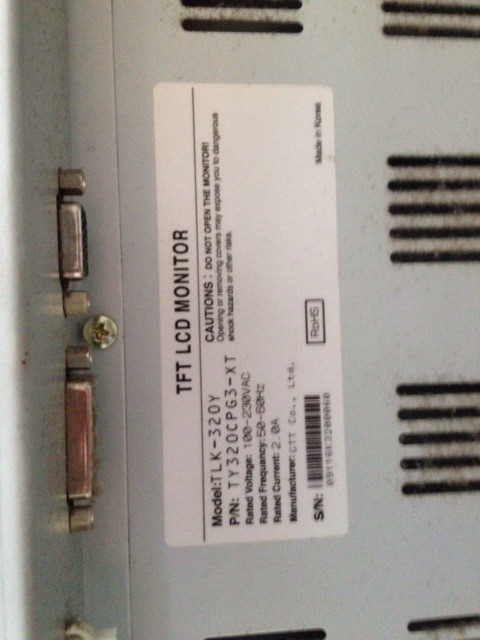 TFT LCD MONITOR
Model:TLK-320Y
P/N: TY320CPG3-XT
Rated Voltage: 100-230VAC
Rated Frequency:50-60Hz
Rated Current: 2.0A
Manufacturer:CTT Co., Ltd.
S/N:
CAUTIONS : DO NOT OPEN THE MONITOR!
Opening or removing covers may expose you to dangerous
shock hazards or other risks.
RoHS
Made in Korea